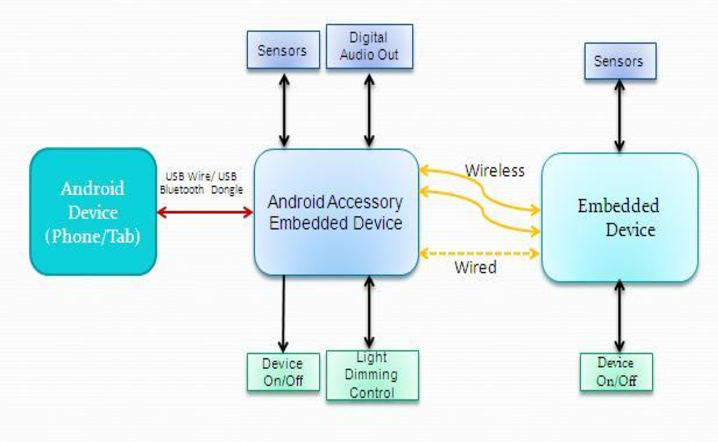 Sensors
Digital
Audio Out
Sensors
USB Wire/ USB
Bluetooth Dongle
Android
Device
(Phone/Tab)
Android Accessory
Embedded Device
Wireless
Wired
Embedded
Device
Device
On/Off
Light
Dimming
Control
Device
On/Off